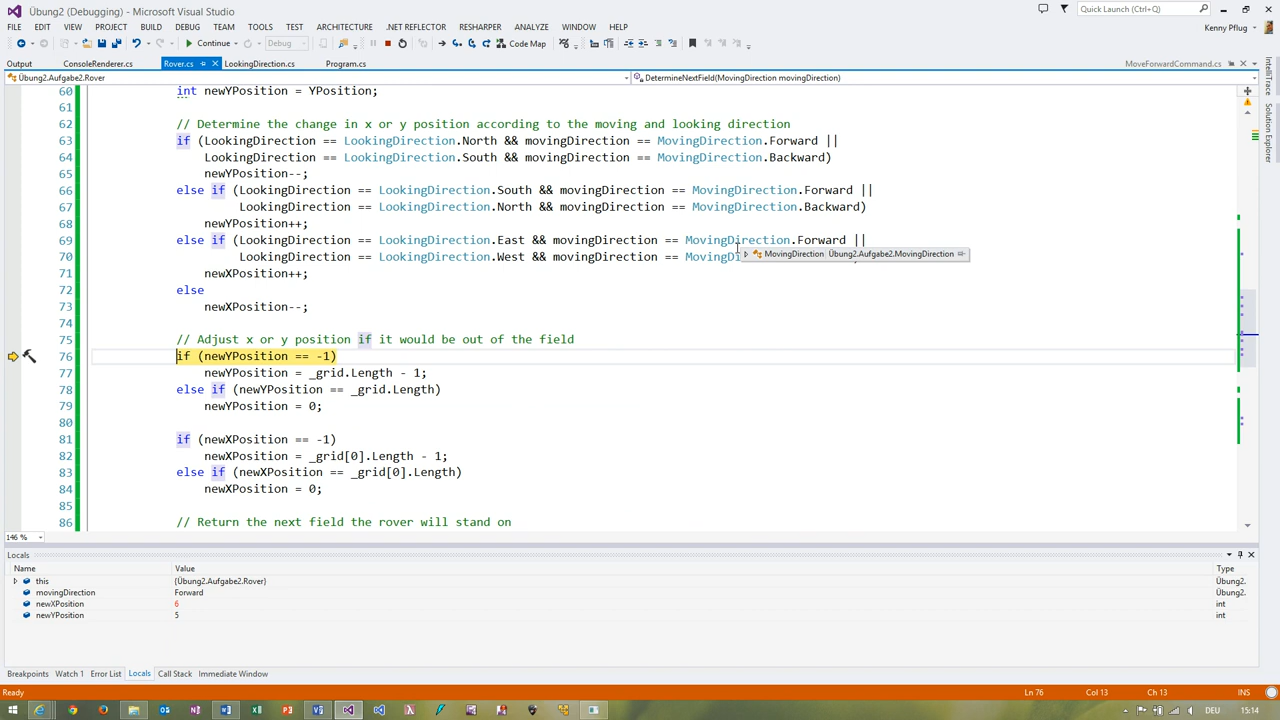 Übung2 (Debugging) - Microsoft Visual Studio
Quick Launch (Ctrl+Q)
FILE EDIT VIEW PROJECT BUILD DEBUG TEAM TOOLS TEST ARCHITECTURE .NET REFLECTOR RESHARPER ANALYZE WINDOW HELP
Kenny Pflug
Continue Debug Code Map
Output ConsoleRenderer.cs Rover.cs LookingDirection.cs Program.cs MoveForwardCommand.cs
Übung2.Aufgabe2.Rover DetermineNextField(MovingDirection movingDirection)
IntelliTrace
Solution Explorer
60 int newYPosition = YPosition;
61
62 // Determine the change in x or y position according to the moving and looking direction
63 if (LookingDirection == LookingDirection.North && movingDirection == MovingDirection.Forward ||
64 LookingDirection == LookingDirection.South && movingDirection == MovingDirection.Backward)
65 newYPosition--;
66 else if (LookingDirection == LookingDirection.South && movingDirection == MovingDirection.Forward ||
67 LookingDirection == LookingDirection.North && movingDirection == MovingDirection.Backward)
68 newYPosition++;
69 else if (LookingDirection == LookingDirection.East && movingDirection == MovingDirection.Forward ||
MovingDirection Übung2.Aufgabe2.MovingDirection
70 LookingDirection == LookingDirection.West && movingDirection == MovingD
71 newXPosition++;
72 else
73 newXPosition--;
74
75 // Adjust x or y position if it would be out of the field
76 if (newYPosition == -1)
77 newYPosition = _grid.Length - 1;
78 else if (newYPosition == _grid.Length)
79 newYPosition = 0;
80
81 if (newXPosition == -1)
82 newXPosition = _grid[0].Length - 1;
83 else if (newXPosition == _grid[0].Length)
84 newXPosition = 0;
85
86 // Return the next field the rover will stand on
146 %
Locals
Name Value Type
this {Übung2.Aufgabe2.Rover} Übung2.
movingDirection Forward Übung2.
newXPosition 6 int
newYPosition 5 int
Breakpoints Watch 1 Error List Locals Call Stack Immediate Window
Ready Ln 76 Col 13 Ch 13 INS
DEU 15:14